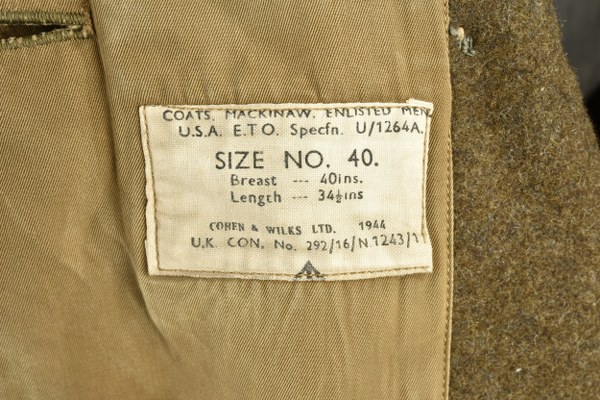 COATS, MACKINAW, ENLISTED MEN
U.S.A. E.T.O. Specfn. U/1264A.
SIZE NO. 40.
Breast --- 40ins.
Length --- 34½ins
COHEN & WILKS LTD. 1944
U.K. CON. No. 292/16/N.1243/11